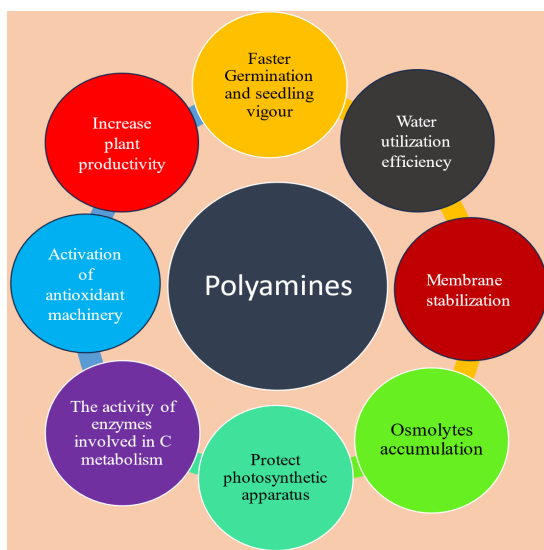 Faster
Germination
and seedling
vigour
Water
utilization
efficiency
Membrane
stabilization
Osmolytes
accumulation
Protect
photosynthetic
apparatus
The activity of
enzymes
involved in C
metabolism
Activation
of
antioxidant
machinery
Increase
plant
productivity
Polyamines